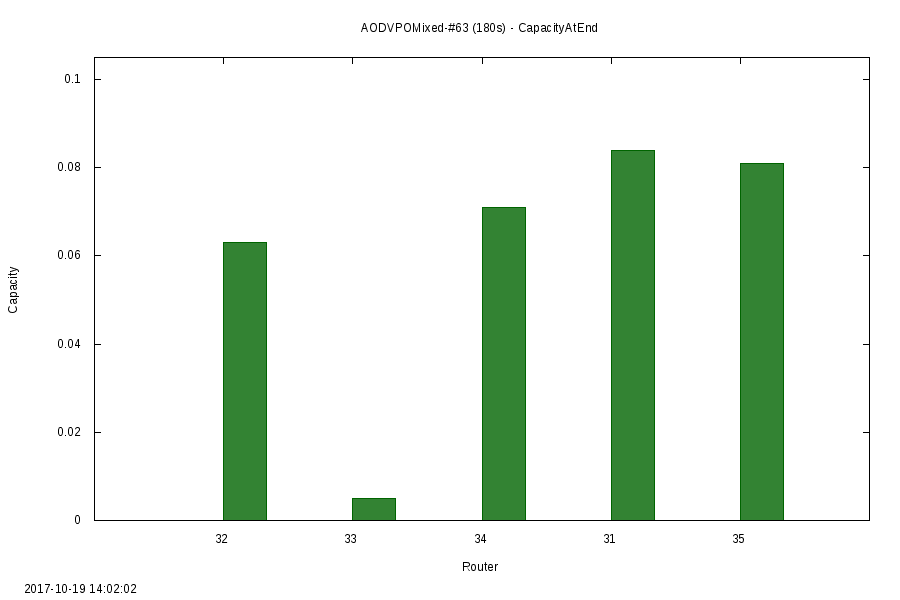 AODVPOMixed-#63 (180s) - CapacityAtEnd
0.1
0.08
0.06
0.04
0.02
0
Capacity
32 33 34 31 35
Router
2017-10-19 14:02:02